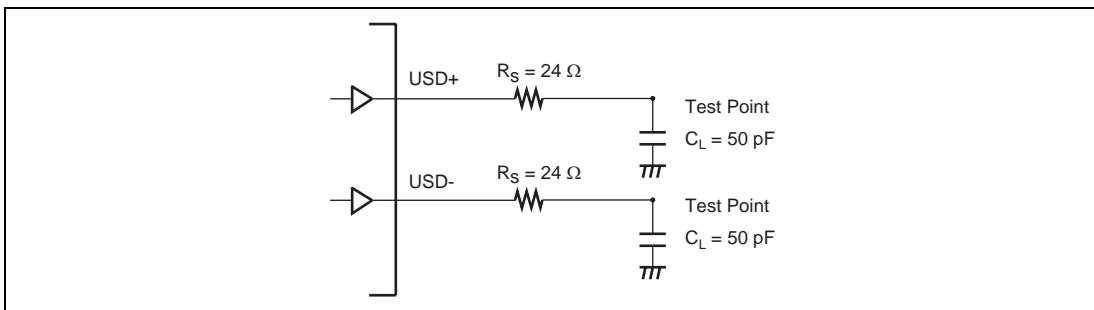 USD+
R_S = 24 Ω
Test Point
C_L = 50 pF
USD-
R_S = 24 Ω
Test Point
C_L = 50 pF